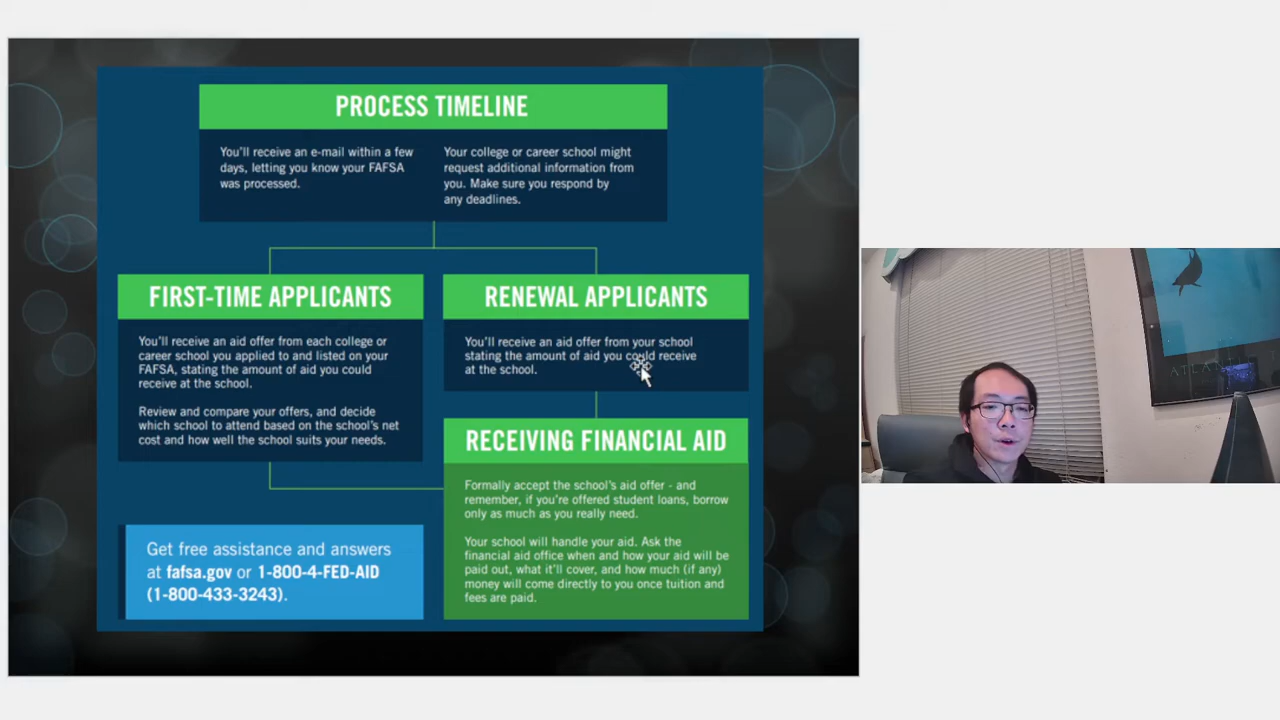 PROCESS TIMELINE
You'll receive an e-mail within a few
days, letting you know your FAFSA
was processed.
Your college or career school might
request additional information from
you. Make sure you respond by
any deadlines.
FIRST-TIME APPLICANTS
You'll receive an aid offer from each college or
career school you applied to and listed on your
FAFSA, stating the amount of aid you could
receive at the school.
Review and compare your offers, and decide
which school to attend based on the school's net
cost and how well the school suits your needs.
RENEWAL APPLICANTS
You'll receive an aid offer from your school
stating the amount of aid you could receive
at the school.
RECEIVING FINANCIAL AID
Formally accept the school's aid offer - and
remember, if you're offered student loans, borrow
only as much as you really need.
Your school will handle your aid. Ask the
financial aid office when and how your aid will be
paid out, what it'll cover, and how much (if any)
money will come directly to you once tuition and
fees are paid.
Get free assistance and answers
at fafsa.gov or 1-800-4-FED-AID
(1-800-433-3243).